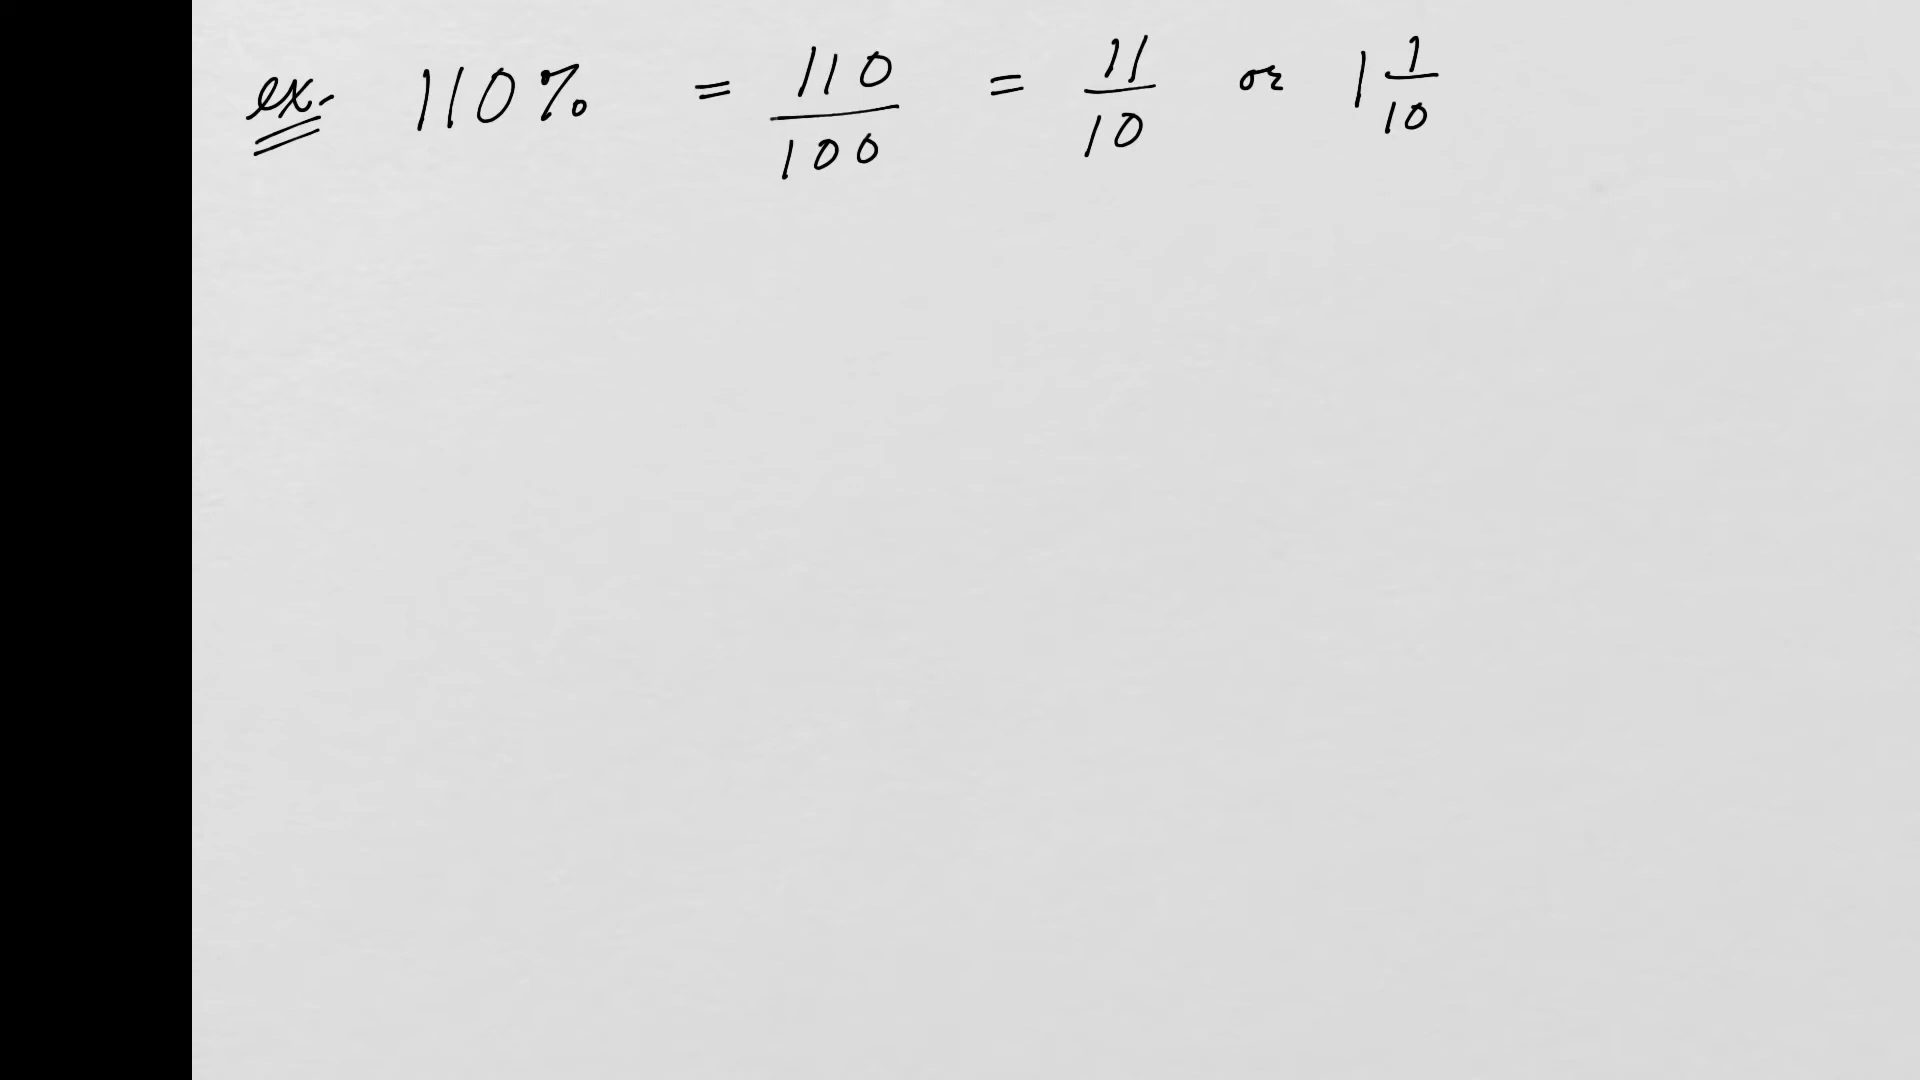 ex. 110% = 110/100 = 11/10 or 1 1/10